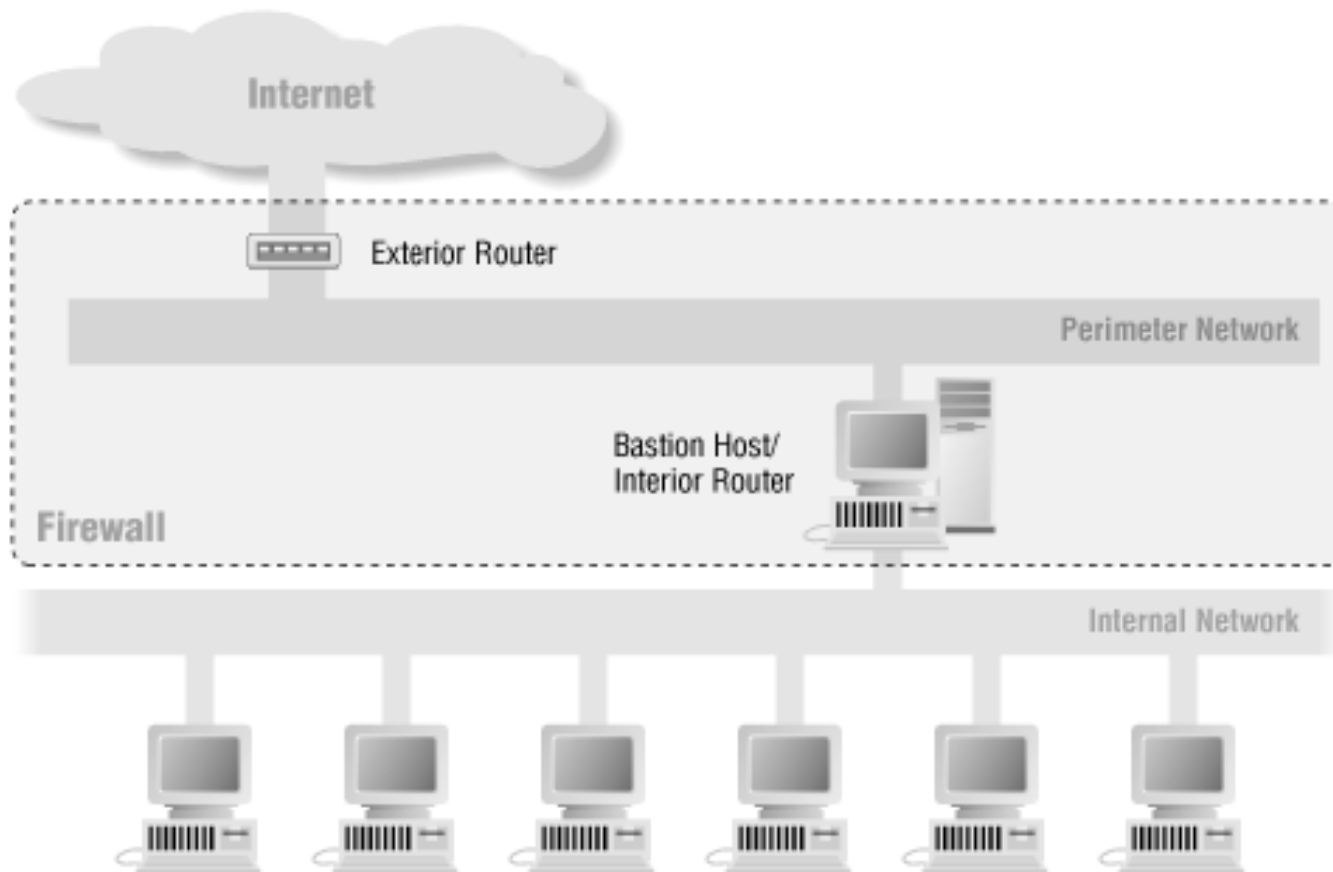 Internet
Exterior Router
Perimeter Network
Bastion Host/
Interior Router
Firewall
Internal Network